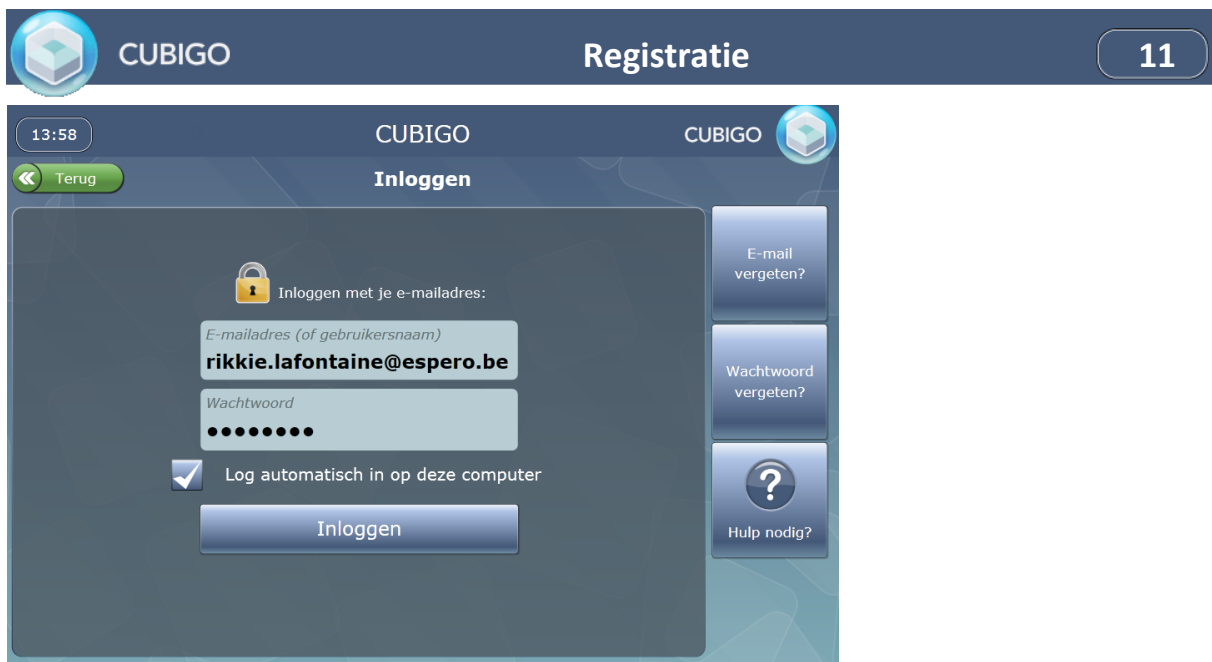 CUBIGO
Registratie
11
13:58
CUBIGO
CUBIGO
Terug
Inloggen
E-mail
vergeten?
Inloggen met je e-mailadres:
E-mailadres (of gebruikersnaam)
rikkie.lafontaine@espero.be
Wachtwoord
vergeten?
Wachtwoord
••••••••
Log automatisch in op deze computer
Inloggen
?
Hulp nodig?